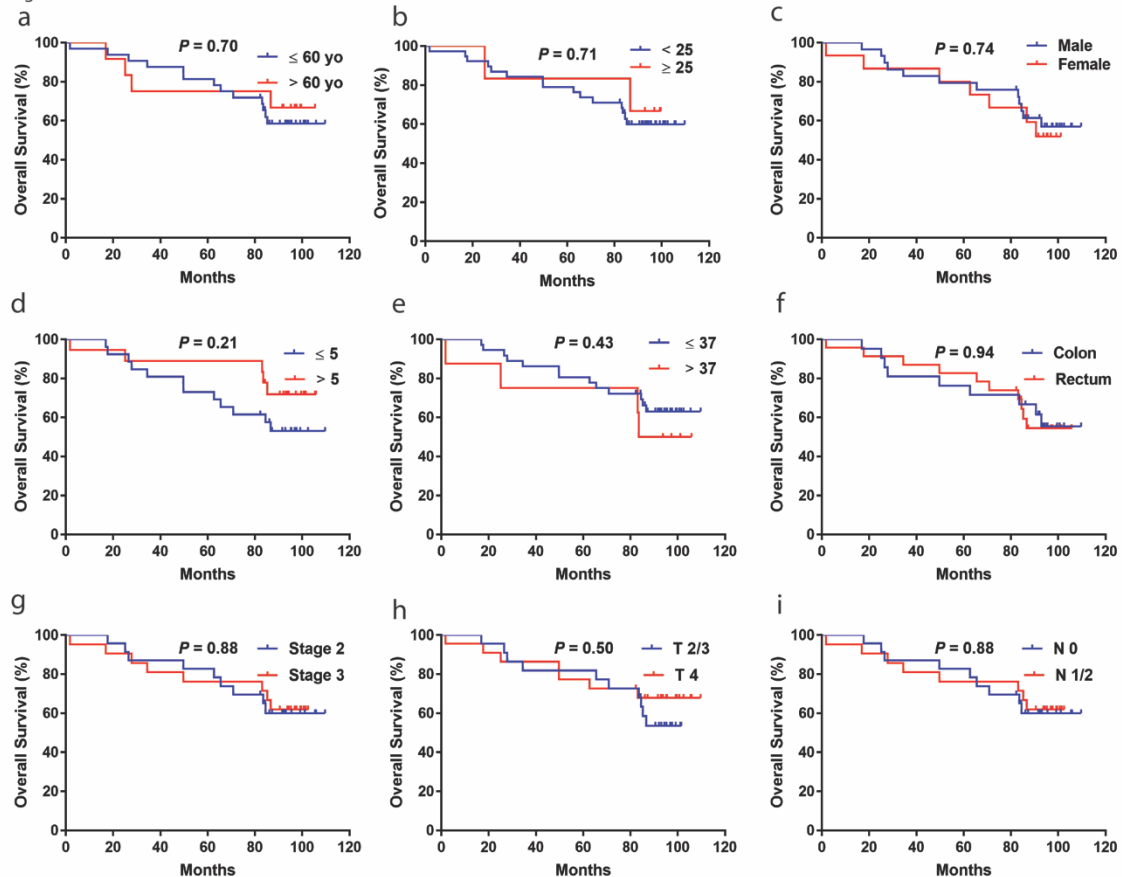 a
P = 0.70
≤ 60 yo
> 60 yo
Overall Survival (%)
100
80
60
40
20
0
0 20 40 60 80 100 120
Months
b
P = 0.71
< 25
≥ 25
Overall Survival (%)
100
80
60
40
20
0
0 20 40 60 80 100 120
Months
c
P = 0.74
Male
Female
Overall Survival (%)
100
80
60
40
20
0
0 20 40 60 80 100 120
Months
d
P = 0.21
≤ 5
> 5
Overall Survival (%)
100
80
60
40
20
0
0 20 40 60 80 100 120
Months
e
P = 0.43
≤ 37
> 37
Overall Survival (%)
100
80
60
40
20
0
0 20 40 60 80 100 120
Months
f
P = 0.94
Colon
Rectum
Overall Survival (%)
100
80
60
40
20
0
0 20 40 60 80 100 120
Months
g
P = 0.88
Stage 2
Stage 3
Overall Survival (%)
100
80
60
40
20
0
0 20 40 60 80 100 120
Months
h
P = 0.50
T 2/3
T 4
Overall Survival (%)
100
80
60
40
20
0
0 20 40 60 80 100 120
Months
i
P = 0.88
N 0
N 1/2
Overall Survival (%)
100
80
60
40
20
0
0 20 40 60 80 100 120
Months